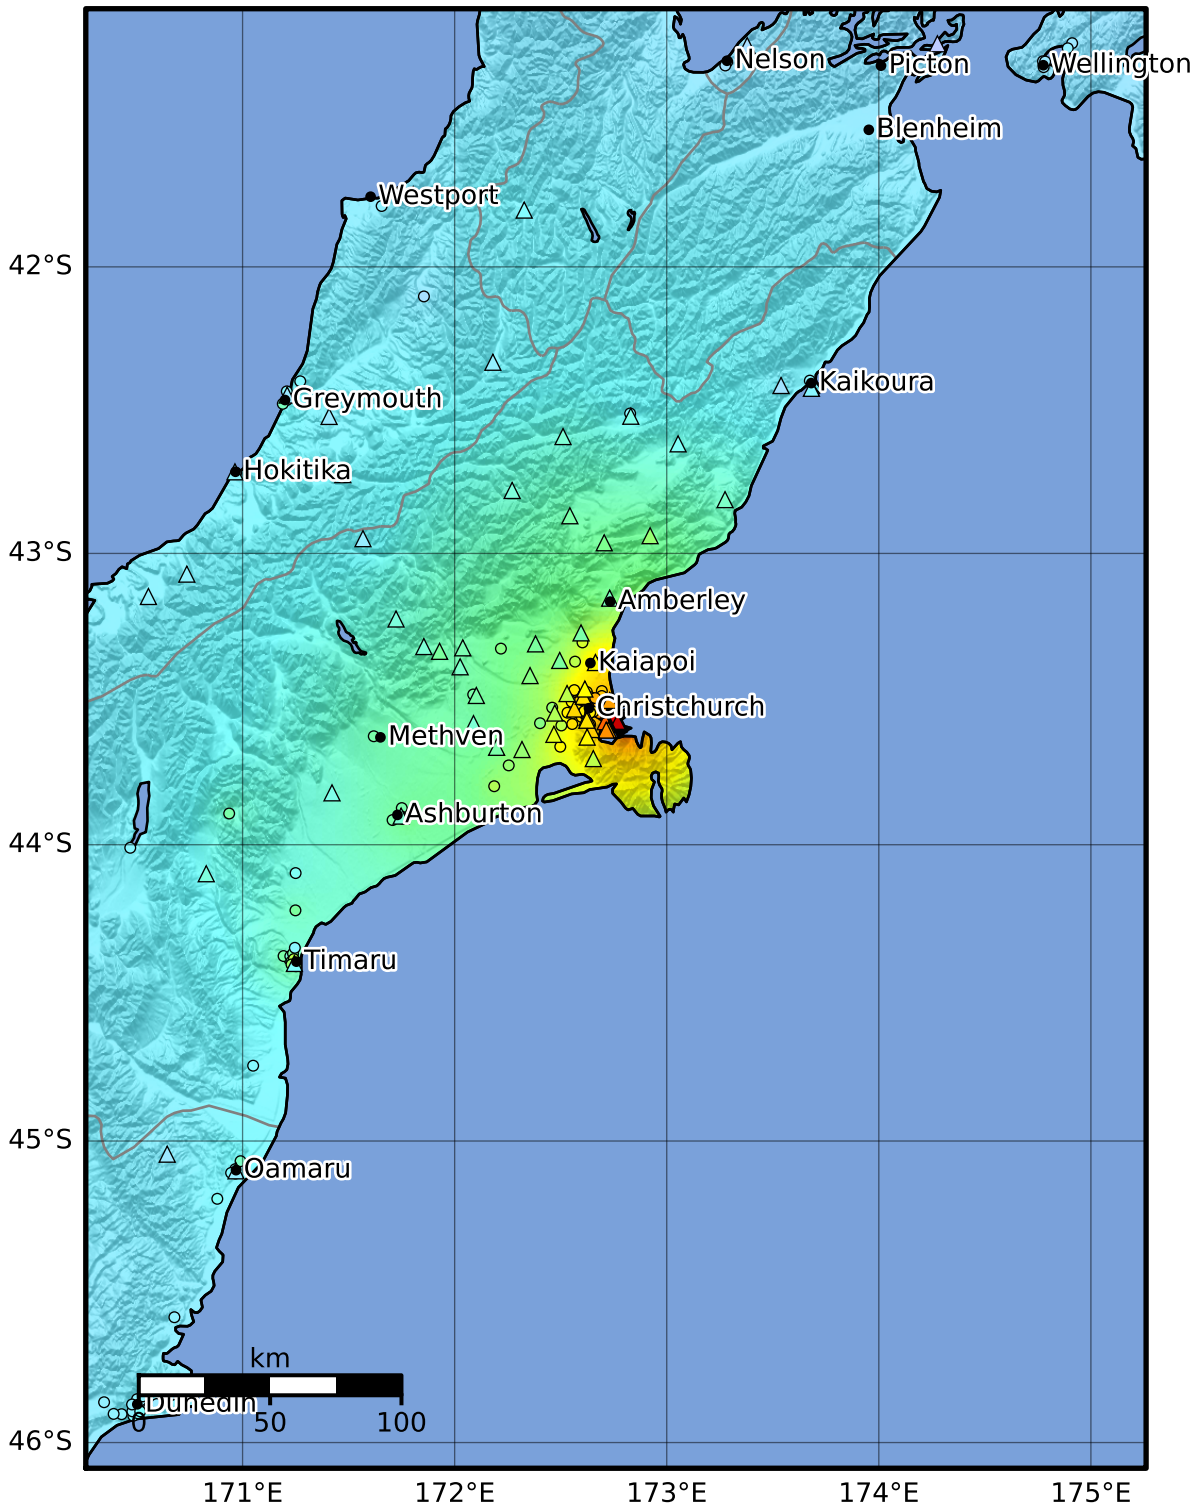 Nelson
Picton
Wellington
Blenheim
Westport
42°S
Kaikoura
Greymouth
Hokitika
43°S
Amberley
Kaiapoi
Christchurch
Methven
Ashburton
44°S
Timaru
45°S
Oamaru
km
Dunedin
0 50 100
46°S
171°E 172°E 173°E 174°E 175°E